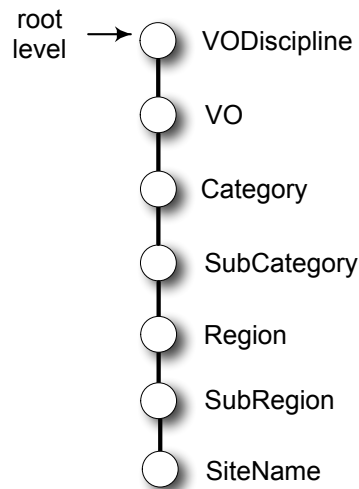 root
level
VODiscipline
VO
Category
SubCategory
Region
SubRegion
SiteName